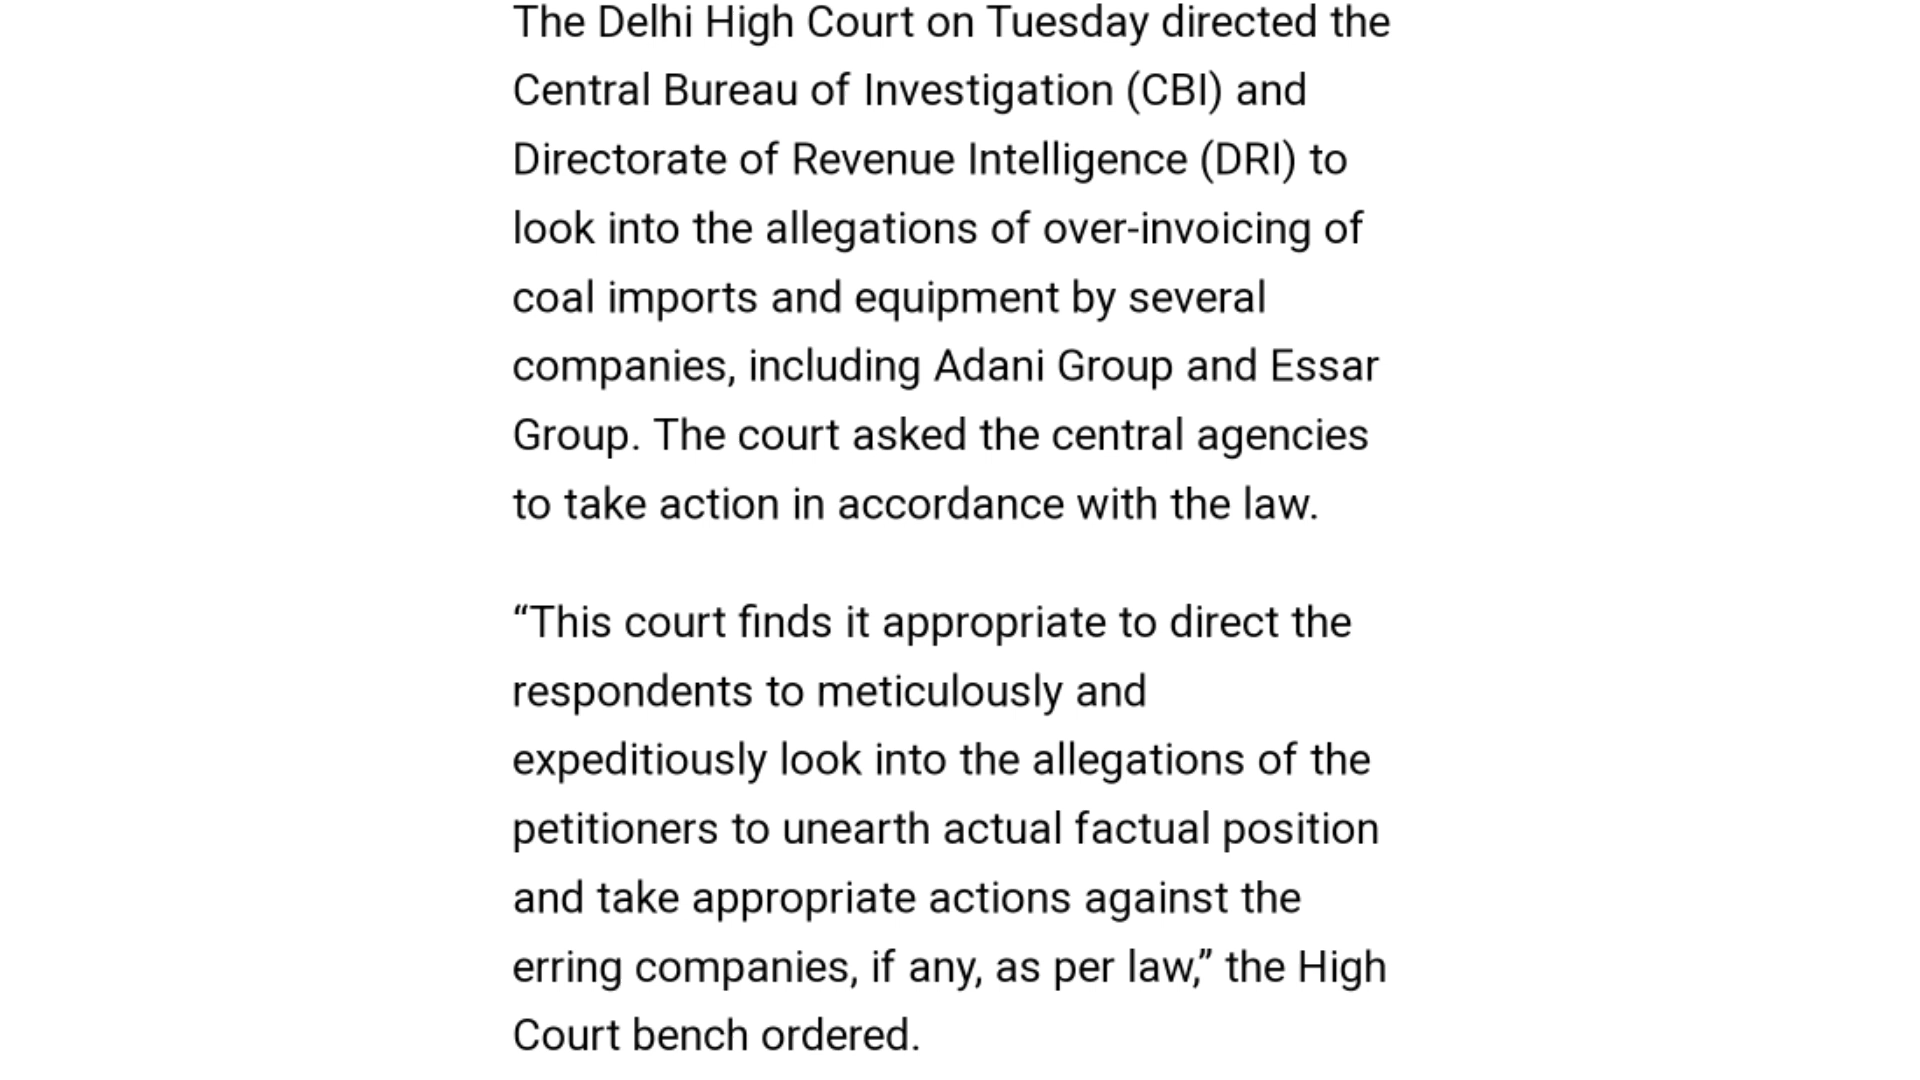 The Delhi High Court on Tuesday directed the
Central Bureau of Investigation (CBI) and
Directorate of Revenue Intelligence (DRI) to
look into the allegations of over-invoicing of
coal imports and equipment by several
companies, including Adani Group and Essar
Group. The court asked the central agencies
to take action in accordance with the law.
“This court finds it appropriate to direct the
respondents to meticulously and
expeditiously look into the allegations of the
petitioners to unearth actual factual position
and take appropriate actions against the
erring companies, if any, as per law,” the High
Court bench ordered.